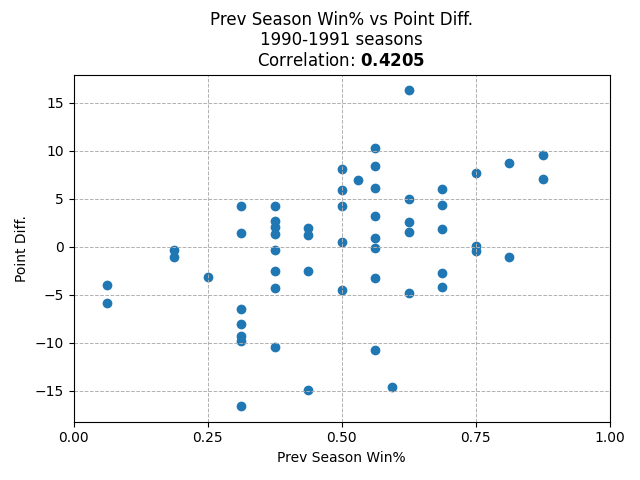 Prev Season Win% vs Point Diff.
1990-1991 seasons
Correlation: 0.4205
Point Diff.
15
10
5
0
−5
−10
−15
0.00 0.25 0.50 0.75 1.00
Prev Season Win%